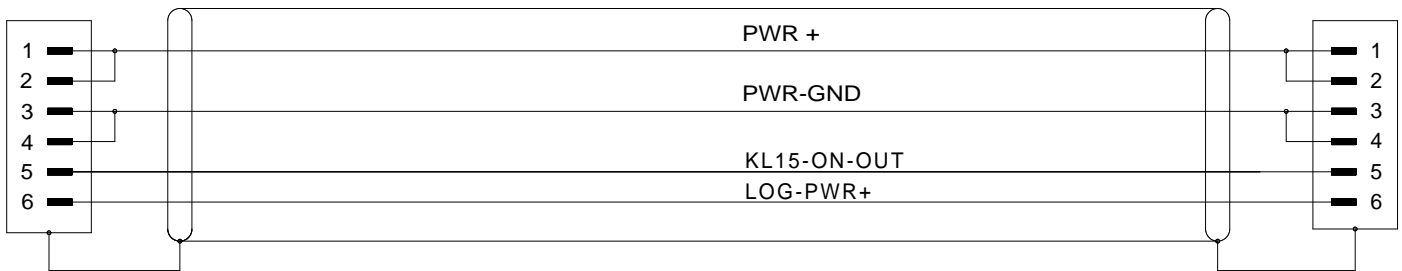 PWR +
1 1
2 2
PWR-GND
3 3
4 4
KL15-ON-OUT
5 5
LOG-PWR+
6 6